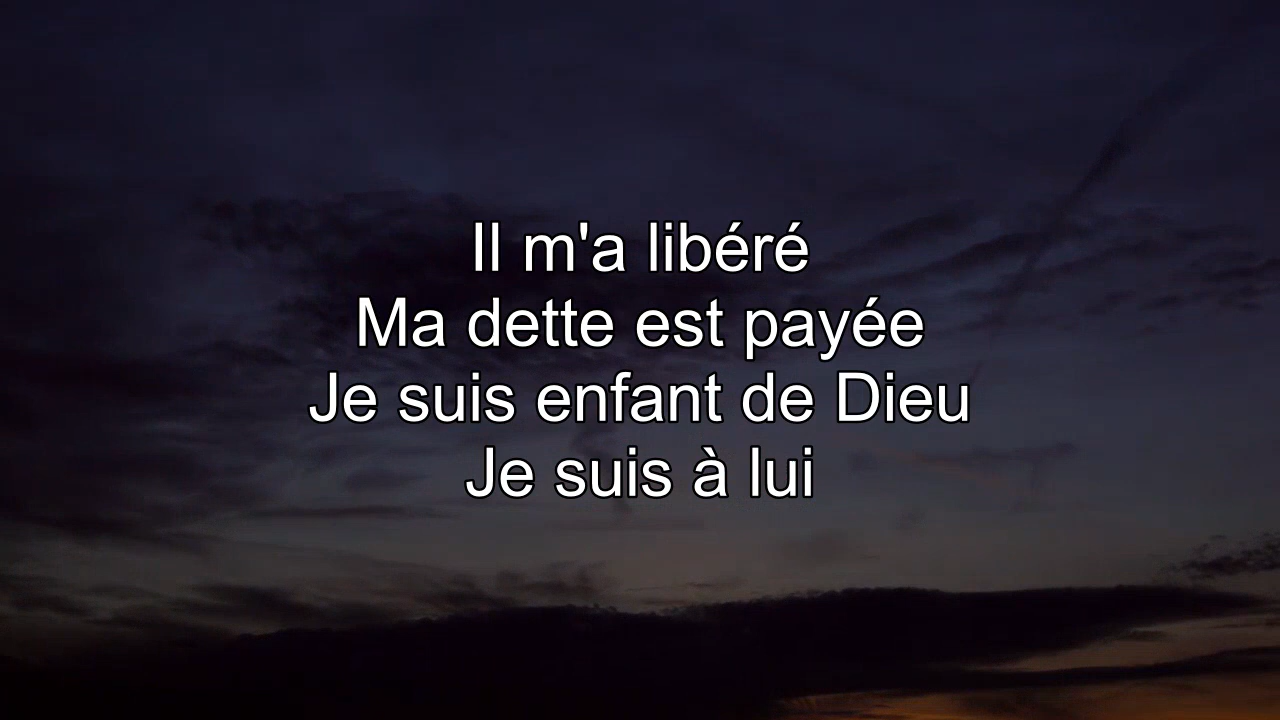 Il m'a libéré
Ma dette est payée
Je suis enfant de Dieu
Je suis à lui